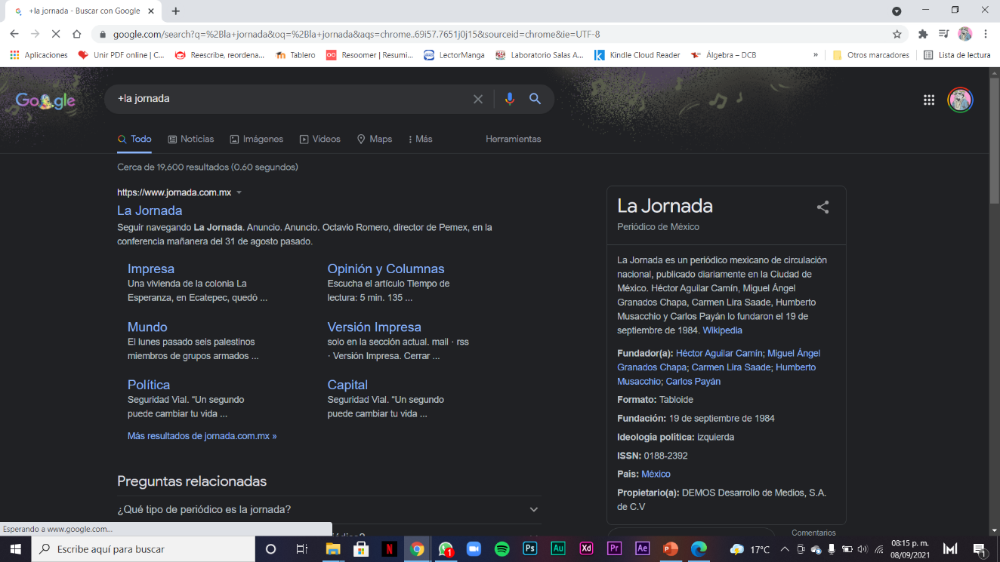 +la jornada - Buscar con Google
google.com/search?q=%2Bla+jornada&oq=%2Bla+jornada&aqs=chrome..69i57.7651j0j15&sourceid=chrome&ie=UTF-8
Aplicaciones
Unir PDF online | C...
Reescribe, reordena...
Tablero
Resoomer | Resumi...
LectorManga
Laboratorio Salas A...
Kindle Cloud Reader
Álgebra – DCB
»
Otros marcadores
Lista de lectura
Google
+la jornada
Todo
Noticias
Imágenes
Videos
Maps
Más
Herramientas
Cerca de 19,600 resultados (0.60 segundos)
https://www.jornada.com.mx
La Jornada
Seguir navegando La Jornada. Anuncio. Anuncio. Octavio Romero, director de Pemex, en la
conferencia mañanera del 31 de agosto pasado.
Impresa
Una vivienda de la colonia La
Esperanza, en Ecatepec, quedó ...
Opinión y Columnas
Escucha el artículo Tiempo de
lectura: 5 min. 135 ...
Mundo
El lunes pasado seis palestinos
miembros de grupos armados ...
Versión Impresa
solo en la sección actual. mail · rss
· Versión Impresa. Cerrar ...
Política
Seguridad Vial. "Un segundo
puede cambiar tu vida ...
Capital
Seguridad Vial. "Un segundo
puede cambiar tu vida ...
Más resultados de jornada.com.mx »
Preguntas relacionadas
¿Qué tipo de periódico es la jornada?
La Jornada
Periódico de México
La Jornada es un periódico mexicano de circulación
nacional, publicado diariamente en la Ciudad de
México. Héctor Aguilar Camín, Miguel Ángel
Granados Chapa, Carmen Lira Saade, Humberto
Musacchio y Carlos Payán lo fundaron el 19 de
septiembre de 1984. Wikipedia
Fundador(a): Héctor Aguilar Camín; Miguel Ángel
Granados Chapa; Carmen Lira Saade; Humberto
Musacchio; Carlos Payán
Formato: Tabloide
Fundación: 19 de septiembre de 1984
Ideología política: izquierda
ISSN: 0188-2392
País: México
Propietario(a): DEMOS Desarrollo de Medios, S.A.
de C.V
Comentarios
Esperando a www.google.com...
Escribe aquí para buscar
N
1
Ps
Au
Xd
Pr
Ae
P
17°C
08:15 p. m.
08/09/2021
1